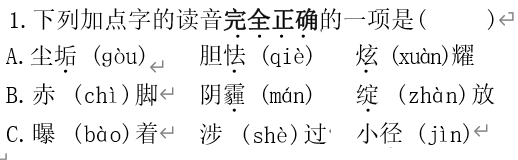 1.下列加点字的读音完全正确的一项是(　　)↵
A.尘垢 (gòu)↵　胆怯 (qiè)　炫 (xuàn)耀
B.赤 (chì)脚↵　阴霾 (mán)　绽 (zhàn)放
C.曝 (bào)着↵　涉 (shè)过　小径 (jìn)↵